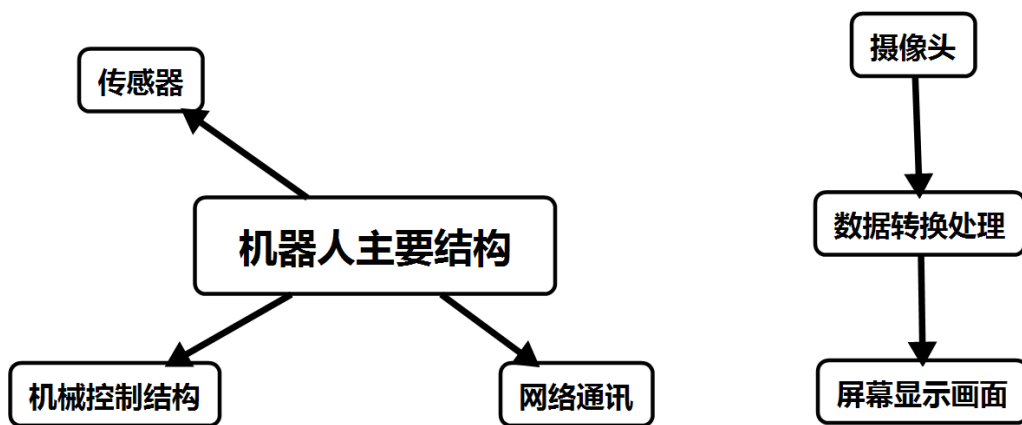 传感器
机器人主要结构
机械控制结构
网络通讯
摄像头
数据转换处理
屏幕显示画面